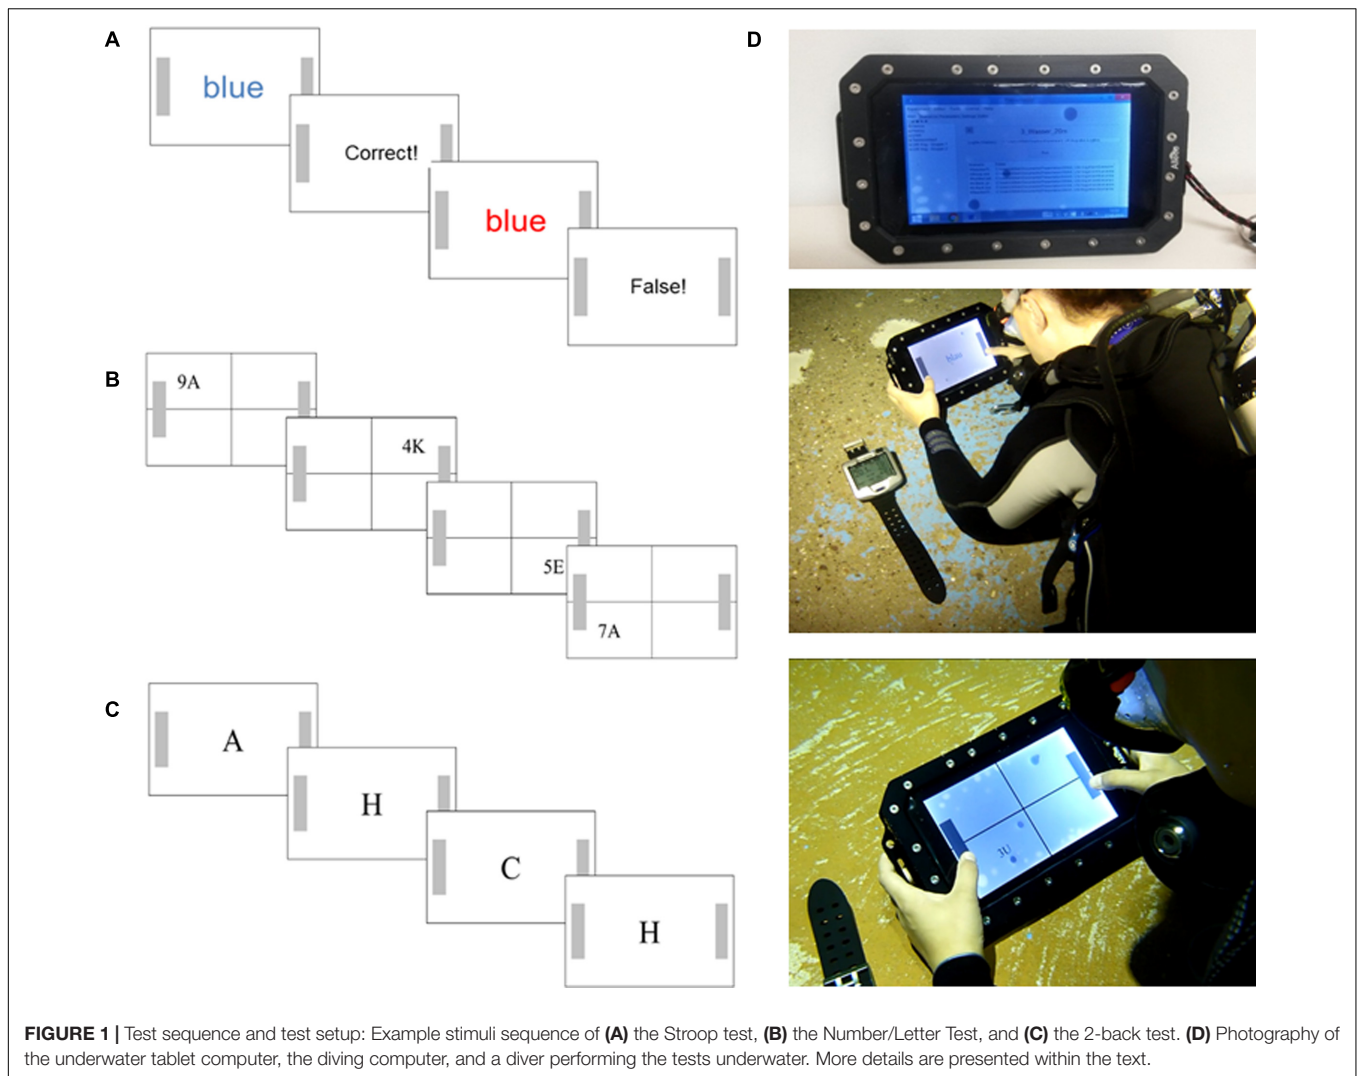 A
blue
Correct!
blue
False!
B
9A
4K
5E
7A
C
A
H
C
H
D
blue
3U
FIGURE 1 | Test sequence and test setup: Example stimuli sequence of (A) the Stroop test, (B) the Number/Letter Test, and (C) the 2-back test. (D) Photography of
the underwater tablet computer, the diving computer, and a diver performing the tests underwater. More details are presented within the text.